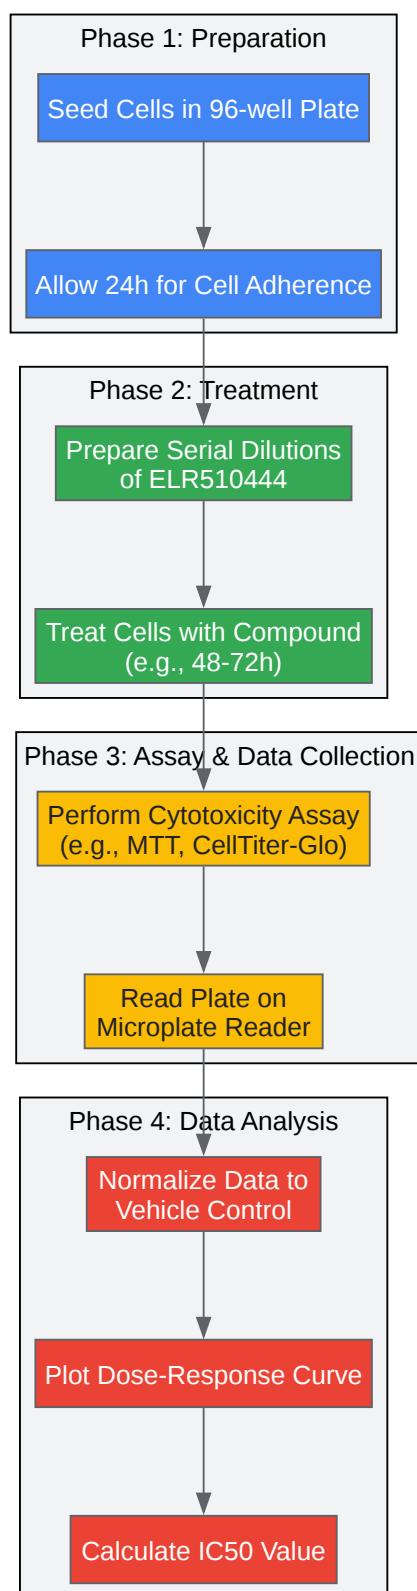 Phase 1: Preparation
Seed Cells in 96-well Plate
Allow 24h for Cell Adherence
Phase 2: Treatment
Prepare Serial Dilutions
of ELR510444
Treat Cells with Compound
(e.g., 48-72h)
Phase 3: Assay & Data Collection
Perform Cytotoxicity Assay
(e.g., MTT, CellTiter-Glo)
Read Plate on
Microplate Reader
Phase 4: Data Analysis
Normalize Data to
Vehicle Control
Plot Dose-Response Curve
Calculate IC50 Value